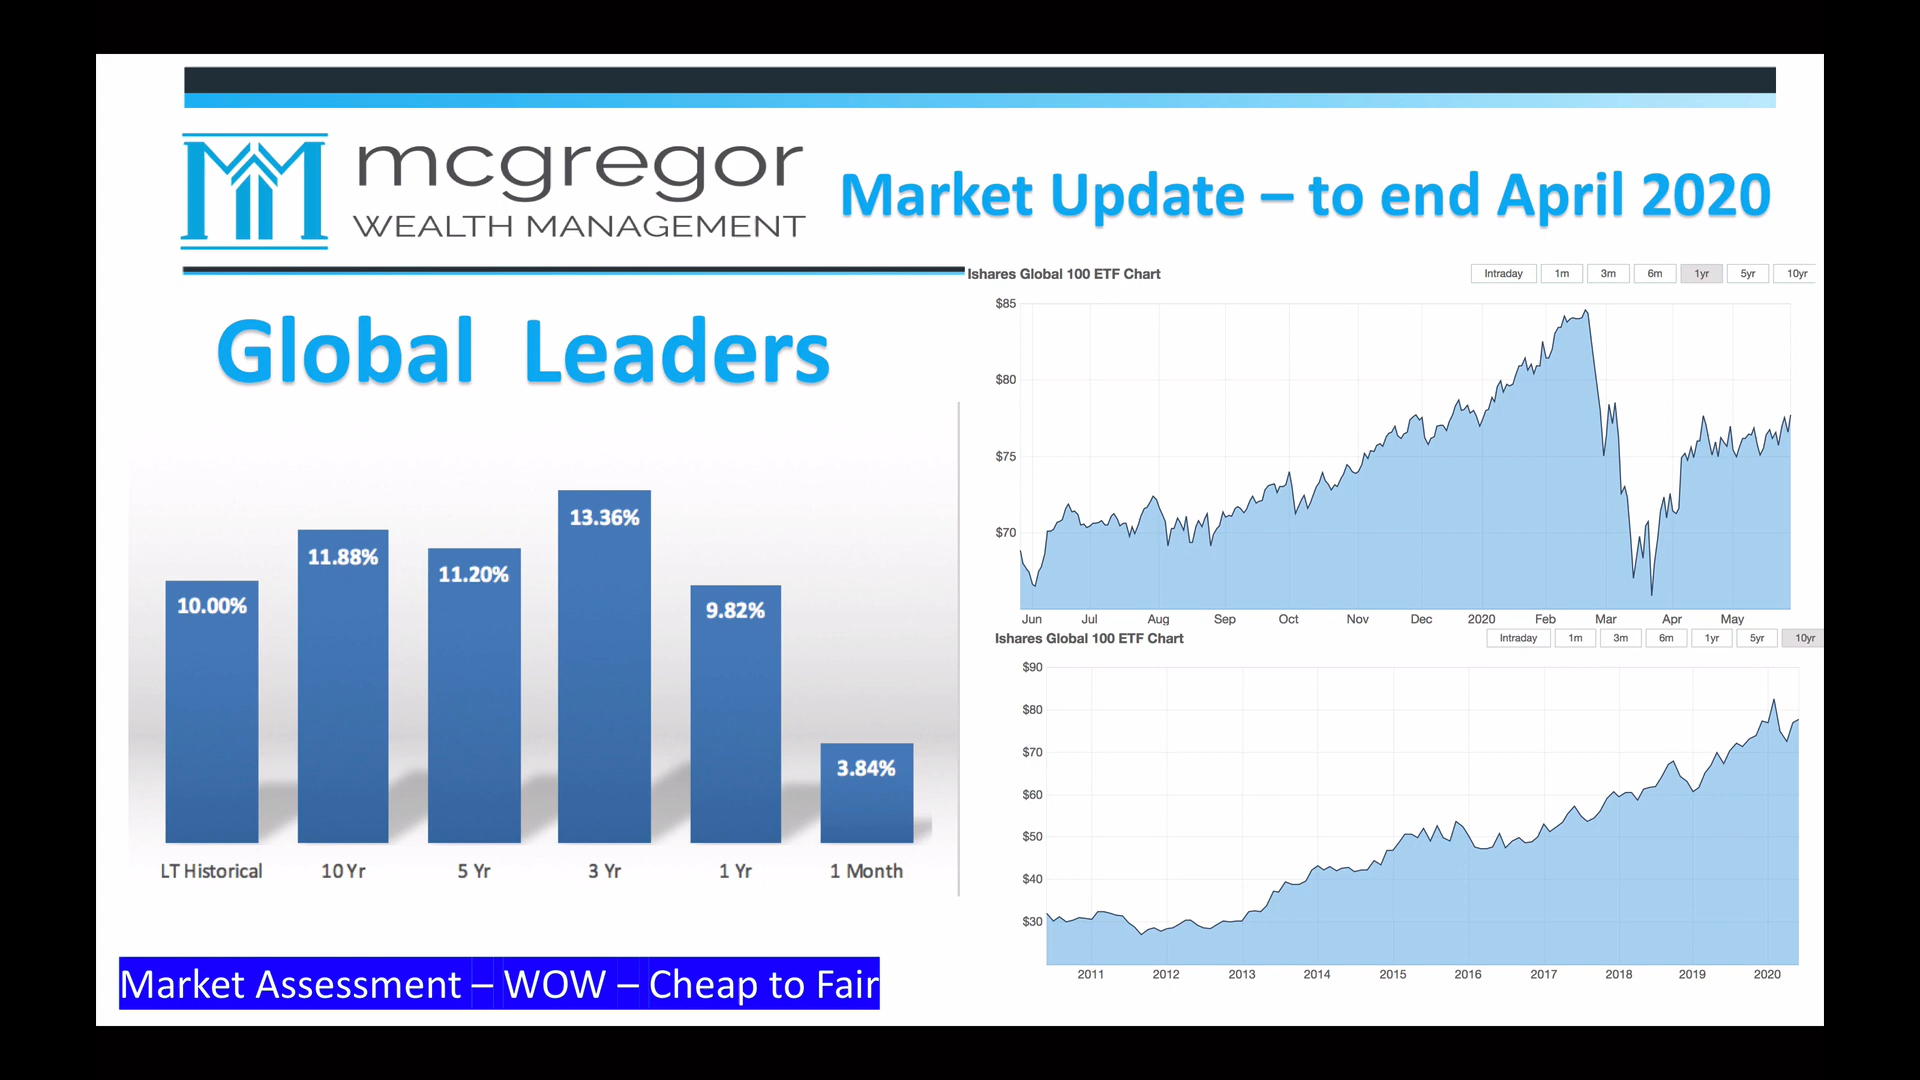 mcgregor
WEALTH MANAGEMENT
Market Update – to end April 2020
Global Leaders
10.00%
11.88%
11.20%
13.36%
9.82%
3.84%
LT Historical 10 Yr 5 Yr 3 Yr 1 Yr 1 Month
Market Assessment – WOW – Cheap to Fair
Ishares Global 100 ETF Chart
Intraday 1m 3m 6m 1yr 5yr 10yr
$85
$80
$75
$70
Jun Jul Aug Sep Oct Nov Dec 2020 Feb Mar Apr May
Ishares Global 100 ETF Chart
Intraday 1m 3m 6m 1yr 5yr 10yr
$90
$80
$70
$60
$50
$40
$30
2011 2012 2013 2014 2015 2016 2017 2018 2019 2020